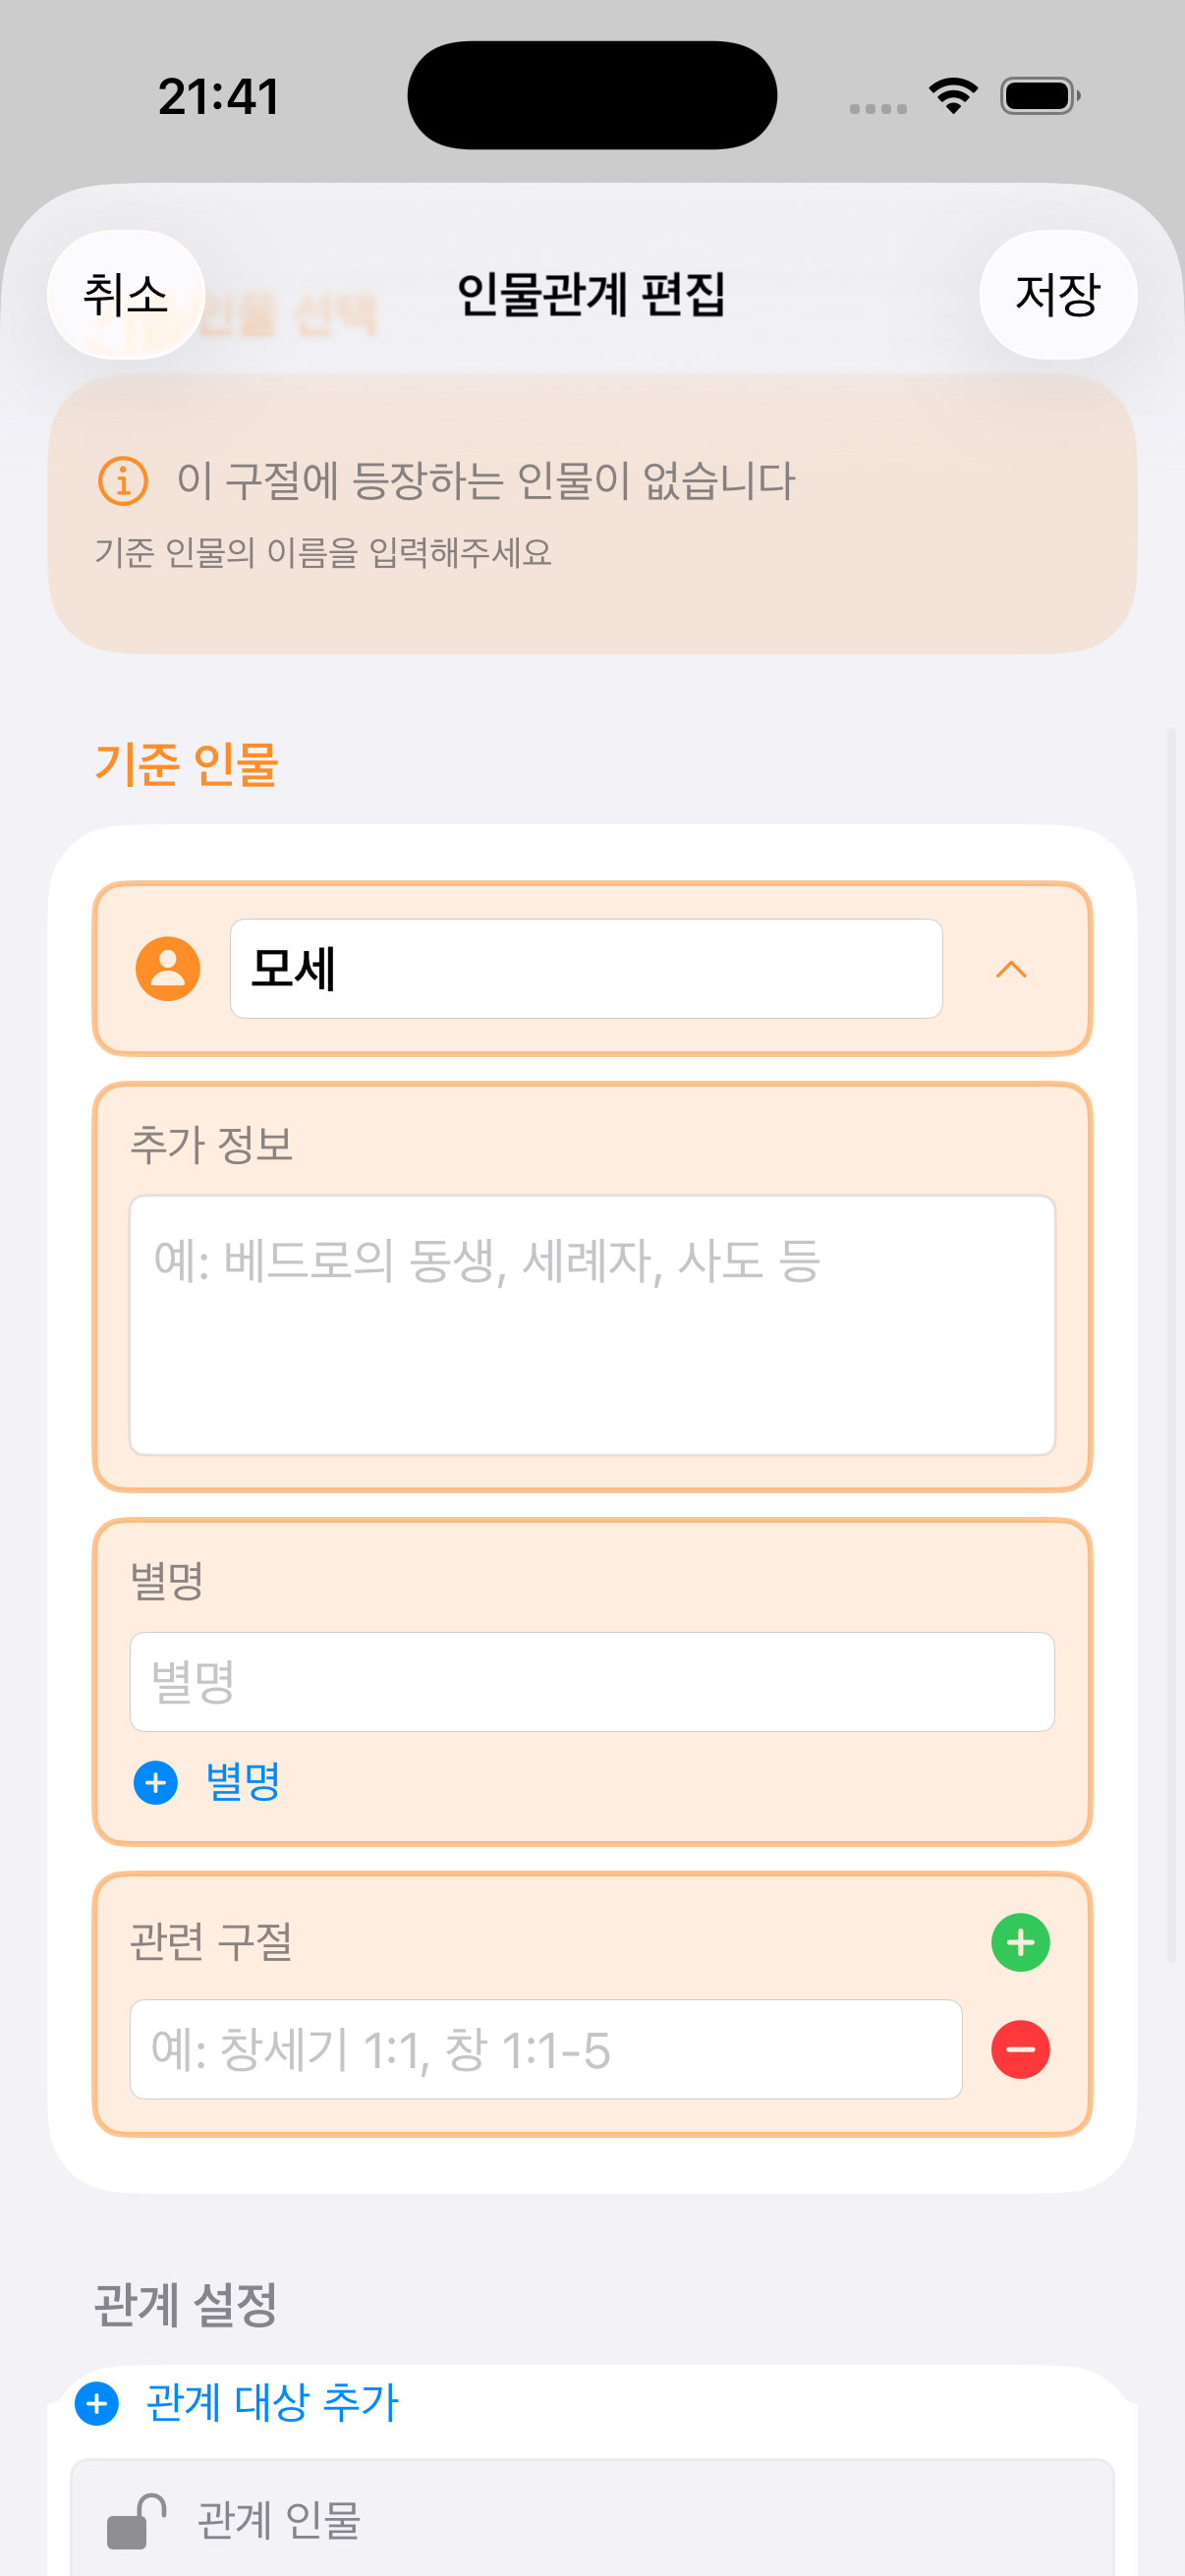 21:41
취소
인물관계 편집
저장
인물 선택
이 구절에 등장하는 인물이 없습니다
기준 인물의 이름을 입력해주세요
기준 인물
모세
추가 정보
예: 베드로의 동생, 세례자, 사도 등
별명
별명
별명
관련 구절
예: 창세기 1:1, 창 1:1-5
관계 설정
관계 대상 추가
관계 인물